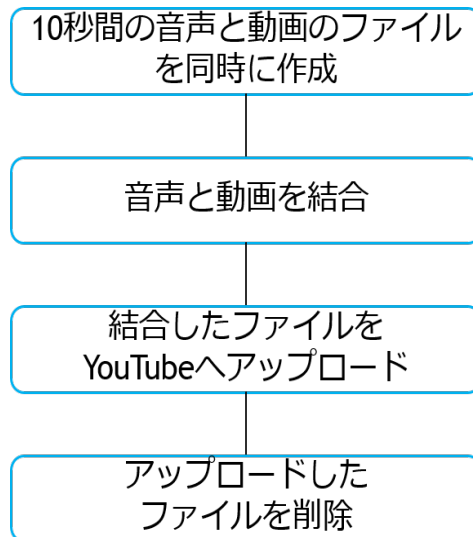 10秒間の音声と動画のファイル
を同時に作成
音声と動画を結合
結合したファイルを
YouTubeへアップロード
アップロードした
ファイルを削除